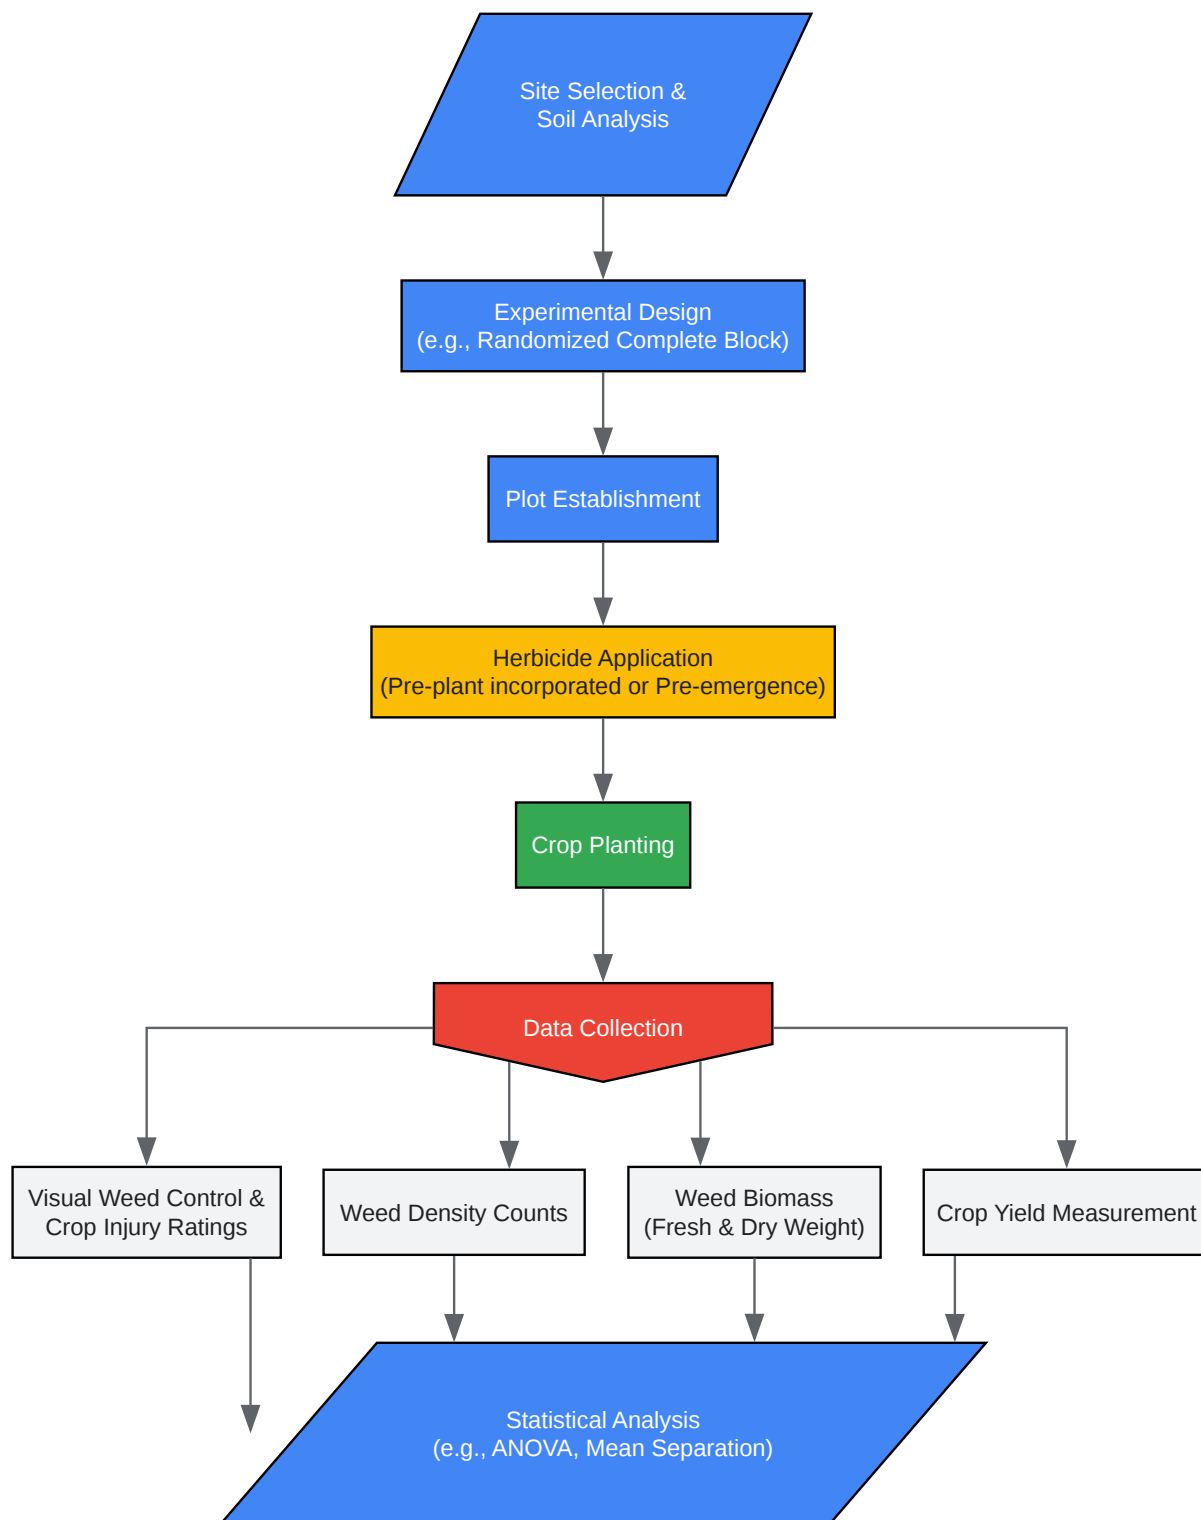 Site Selection &
Soil Analysis
Experimental Design
(e.g., Randomized Complete Block)
Plot Establishment
Herbicide Application
(Pre-plant incorporated or Pre-emergence)
Crop Planting
Data Collection
Visual Weed Control &
Crop Injury Ratings
Weed Density Counts
Weed Biomass
(Fresh & Dry Weight)
Crop Yield Measurement
Statistical Analysis
(e.g., ANOVA, Mean Separation)